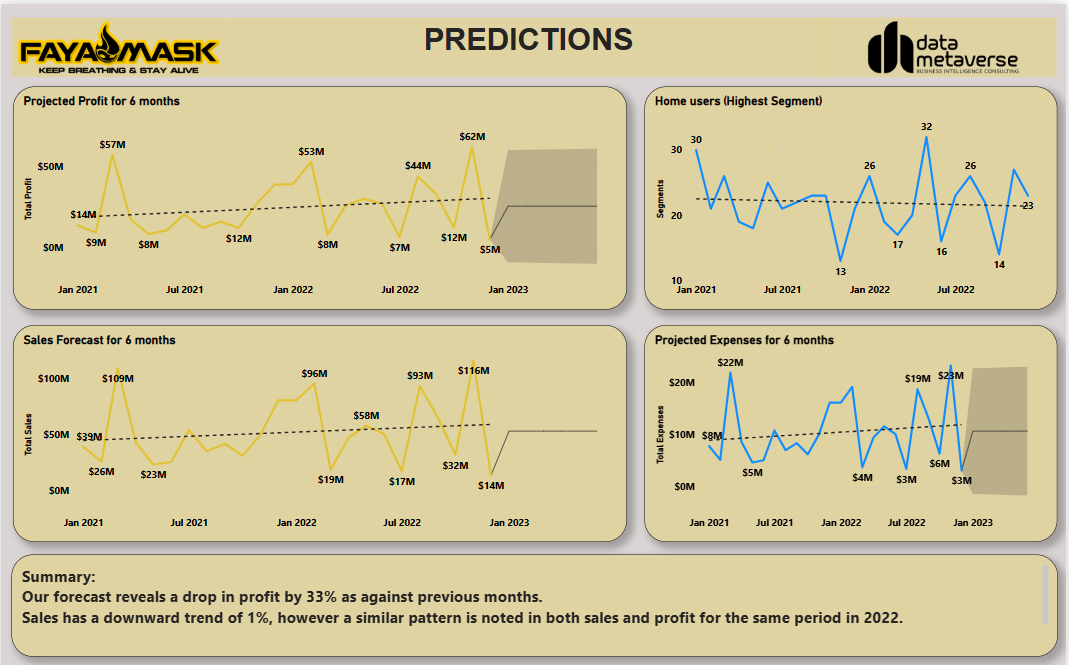 FAYA MASK
KEEP BREATHING & STAY ALIVE
PREDICTIONS
data
metaverse
BUSINESS INTELLIGENCE CONSULTING
Projected Profit for 6 months
Total Profit
$50M
$0M
$14M
$57M
$9M
$8M
$12M
$53M
$8M
$44M
$7M
$12M
$62M
$5M
Jan 2021
Jul 2021
Jan 2022
Jul 2022
Jan 2023
Home users (Highest Segment)
Segments
30
20
10
30
13
26
17
32
16
26
14
23
Jan 2021
Jul 2021
Jan 2022
Jul 2022
Sales Forecast for 6 months
Total Sales
$100M
$50M
$0M
$39M
$26M
$109M
$23M
$96M
$19M
$58M
$17M
$93M
$32M
$116M
$14M
Jan 2021
Jul 2021
Jan 2022
Jul 2022
Jan 2023
Projected Expenses for 6 months
Total Expenses
$20M
$10M
$0M
$8M
$22M
$5M
$4M
$3M
$19M
$6M
$23M
$3M
Jan 2021
Jul 2021
Jan 2022
Jul 2022
Jan 2023
Summary:
Our forecast reveals a drop in profit by 33% as against previous months.
Sales has a downward trend of 1%, however a similar pattern is noted in both sales and profit for the same period in 2022.